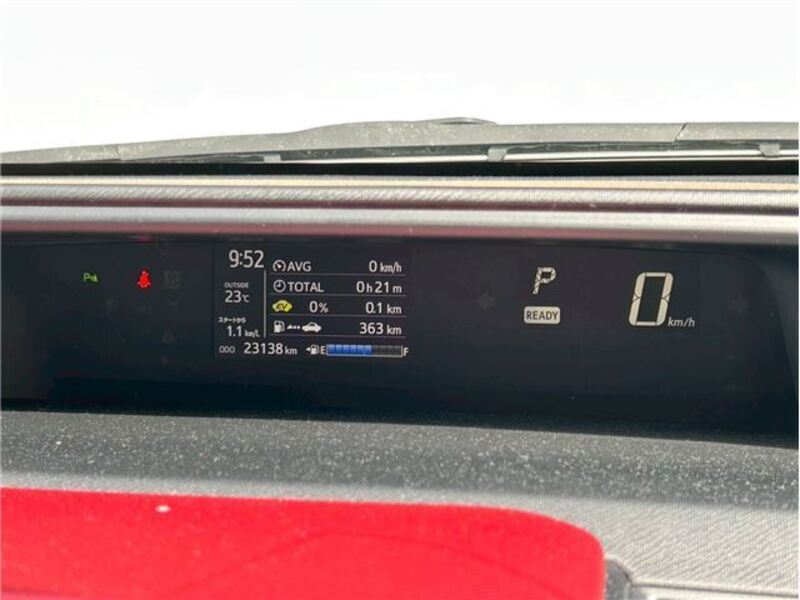 9:52
AVG 0 km/h
OUTSIDE
23℃
TOTAL 0h21m
EV 0% 0.1 km
スタートから
1.1 km/L
363 km
ODO 23138 km E F
P
READY
0 km/h